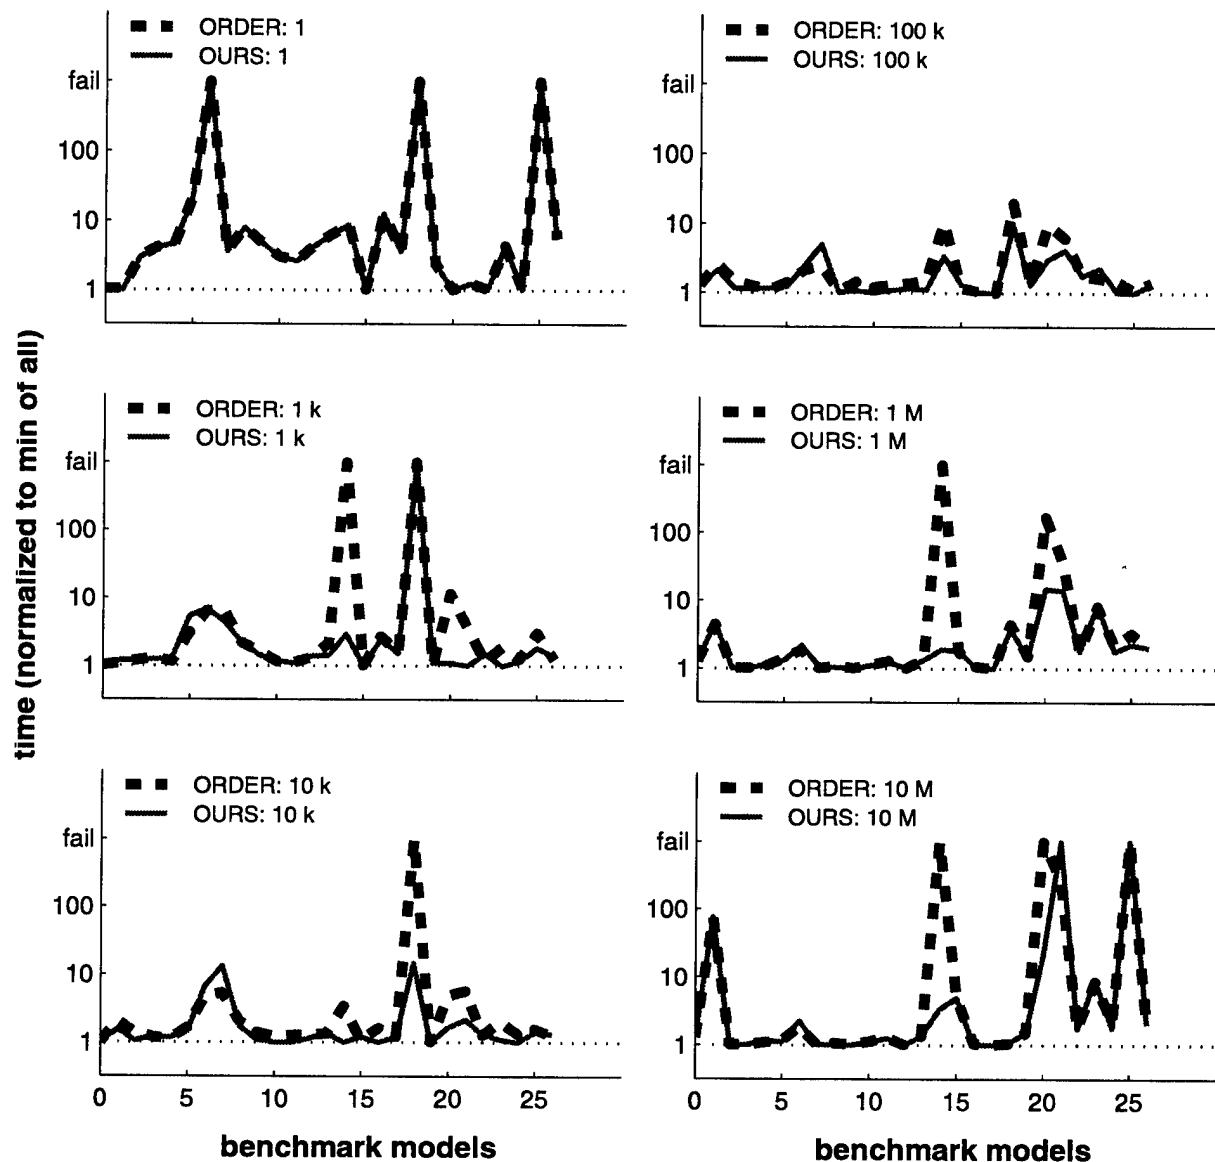 ORDER: 1
OURS: 1
fail
100
10
1
ORDER: 100 k
OURS: 100 k
fail
100
10
1
time (normalized to min of all)
ORDER: 1 k
OURS: 1 k
fail
100
10
1
ORDER: 1 M
OURS: 1 M
fail
100
10
1
ORDER: 10 k
OURS: 10 k
fail
100
10
1
0 5 10 15 20 25
benchmark models
ORDER: 10 M
OURS: 10 M
fail
100
10
1
0 5 10 15 20 25
benchmark models